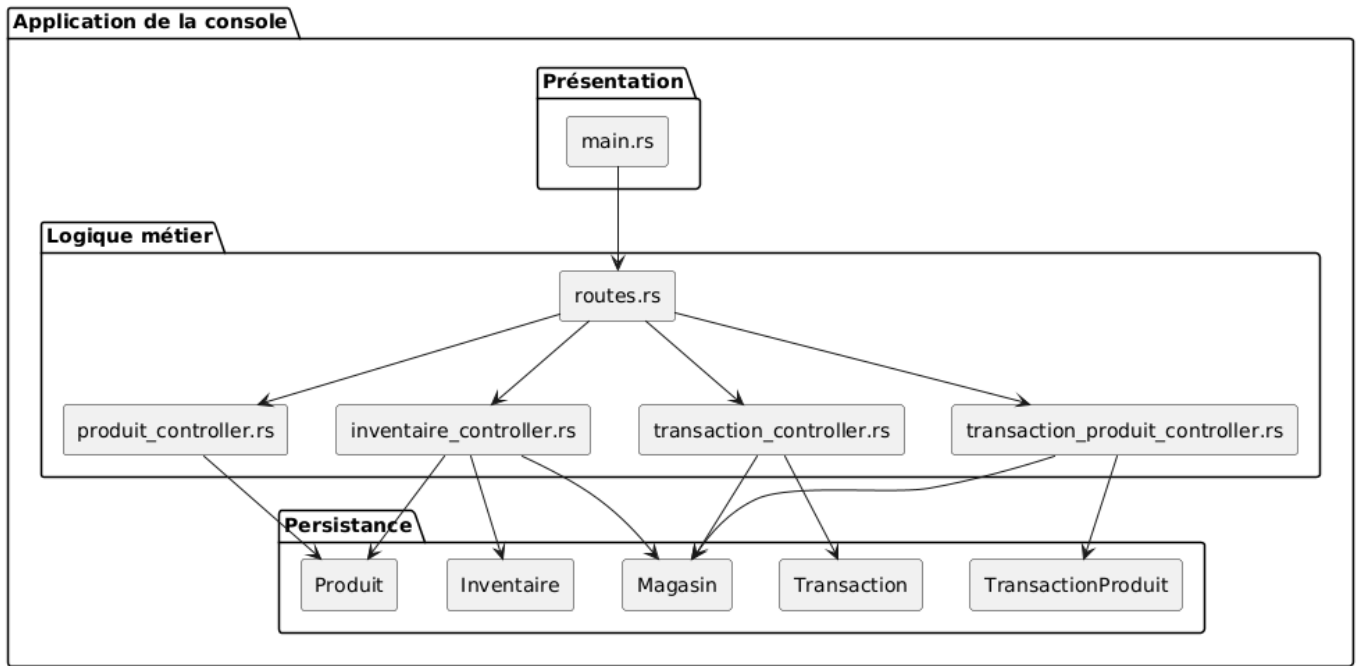 Application de la console
Présentation
main.rs
Logique métier
routes.rs
produit_controller.rs
inventaire_controller.rs
transaction_controller.rs
transaction_produit_controller.rs
Persistance
Produit
Inventaire
Magasin
Transaction
TransactionProduit